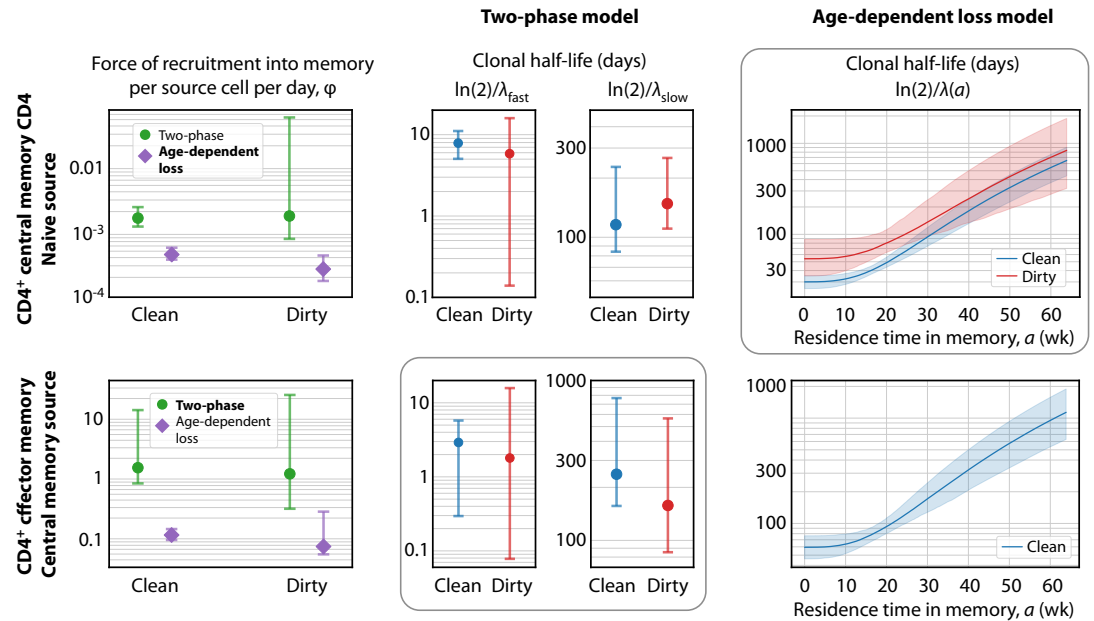 Two-phase model
Age-dependent loss model
CD4⁺ central memory CD4
Naive source
Force of recruitment into memory
per source cell per day, φ
Two-phase
Age-dependent
loss
0.01
10⁻³
10⁻⁴
Clean
Dirty
Clonal half-life (days)
ln(2)/λfast
ln(2)/λslow
10
1
0.1
Clean
Dirty
300
100
Clean
Dirty
Clonal half-life (days)
ln(2)/λ(a)
1000
300
100
30
Clean
Dirty
0
10
20
30
40
50
60
Residence time in memory, a (wk)
CD4⁺ cffector memory
Central memory source
Two-phase
Age-dependent
loss
10
1
0.1
Clean
Dirty
10
1
0.1
Clean
Dirty
1000
300
100
Clean
Dirty
1000
300
100
Clean
0
10
20
30
40
50
60
Residence time in memory, a (wk)